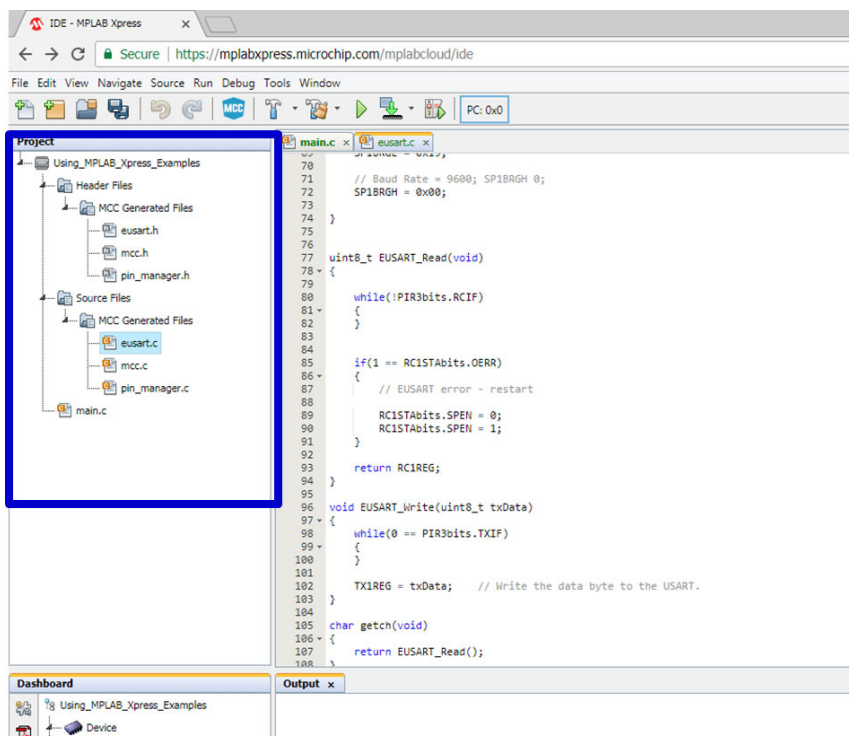 IDE - MPLAB Xpress
Secure | https://mplabxpress.microchip.com/mplabcloud/ide
File Edit View Navigate Source Run Debug Tools Window
MCC
PC: 0x0
Project
Using_MPLAB_Xpress_Examples
Header Files
MCC Generated Files
eusart.h
mcc.h
pin_manager.h
Source Files
MCC Generated Files
eusart.c
mcc.c
pin_manager.c
main.c
main.c x eusart.c x
69 SP1BRGL = 0x19;
70
71 // Baud Rate = 9600; SP1BRGH 0;
72 SP1BRGH = 0x00;
73
74 }
75
76
77 uint8_t EUSART_Read(void)
78 {
79
80 while(!PIR3bits.RCIF)
81 {
82 }
83
84
85 if(1 == RC1STAbits.OERR)
86 {
87 // EUSART error - restart
88
89 RC1STAbits.SPEN = 0;
90 RC1STAbits.SPEN = 1;
91 }
92
93 return RC1REG;
94 }
95
96 void EUSART_Write(uint8_t txData)
97 {
98 while(0 == PIR3bits.TXIF)
99 {
100 }
101
102 TX1REG = txData; // Write the data byte to the USART.
103 }
104
105 char getch(void)
106 {
107 return EUSART_Read();
108 }
Dashboard
Using_MPLAB_Xpress_Examples
Device
Output x